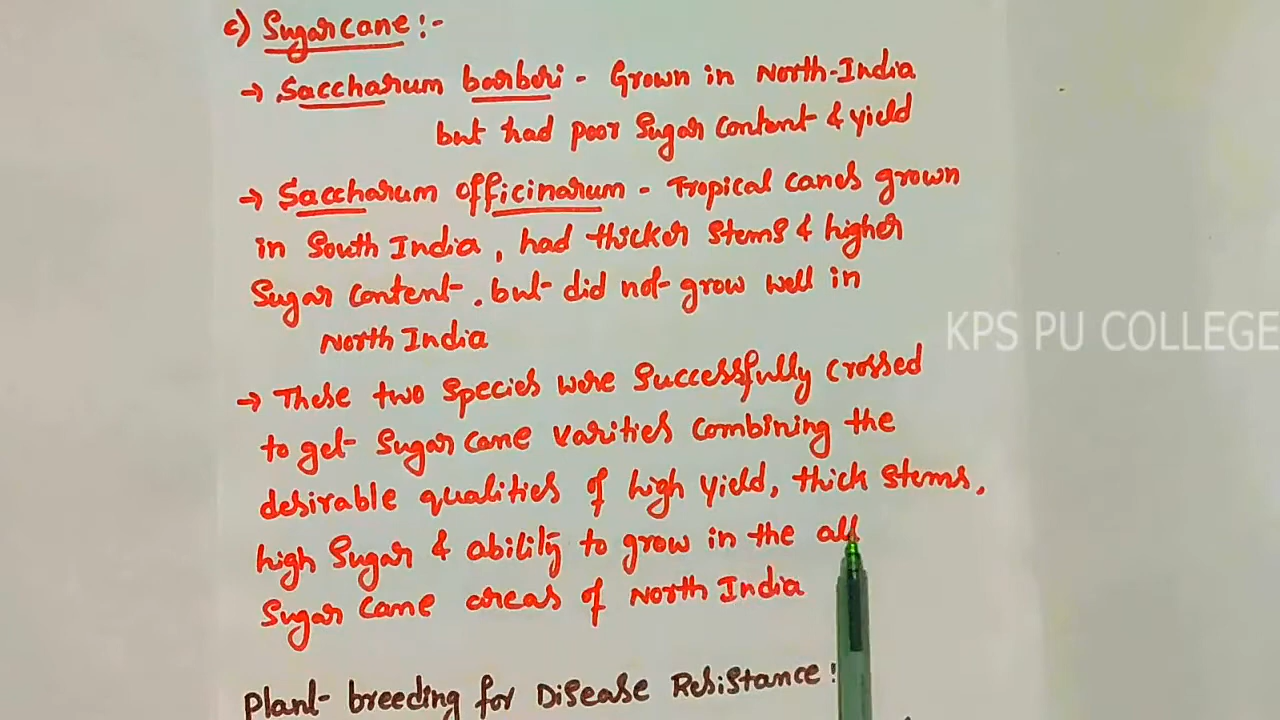 c) Sugarcane :-
→ Saccharum barberi - Grown in North-India
but had poor Sugar content & yield
→ Saccharum officinarum - Tropical canes grown
in South India, had thicker stems & higher
Sugar content. but did not grow well in
North India
→ These two species were successfully crossed
to get Sugar cane varities combining the
desirable qualities of high yield, thick stems,
high Sugar & ability to grow in the all
Sugar cane areas of North India
Plant breeding for Disease Resistance:
KPS PU COLLEGE